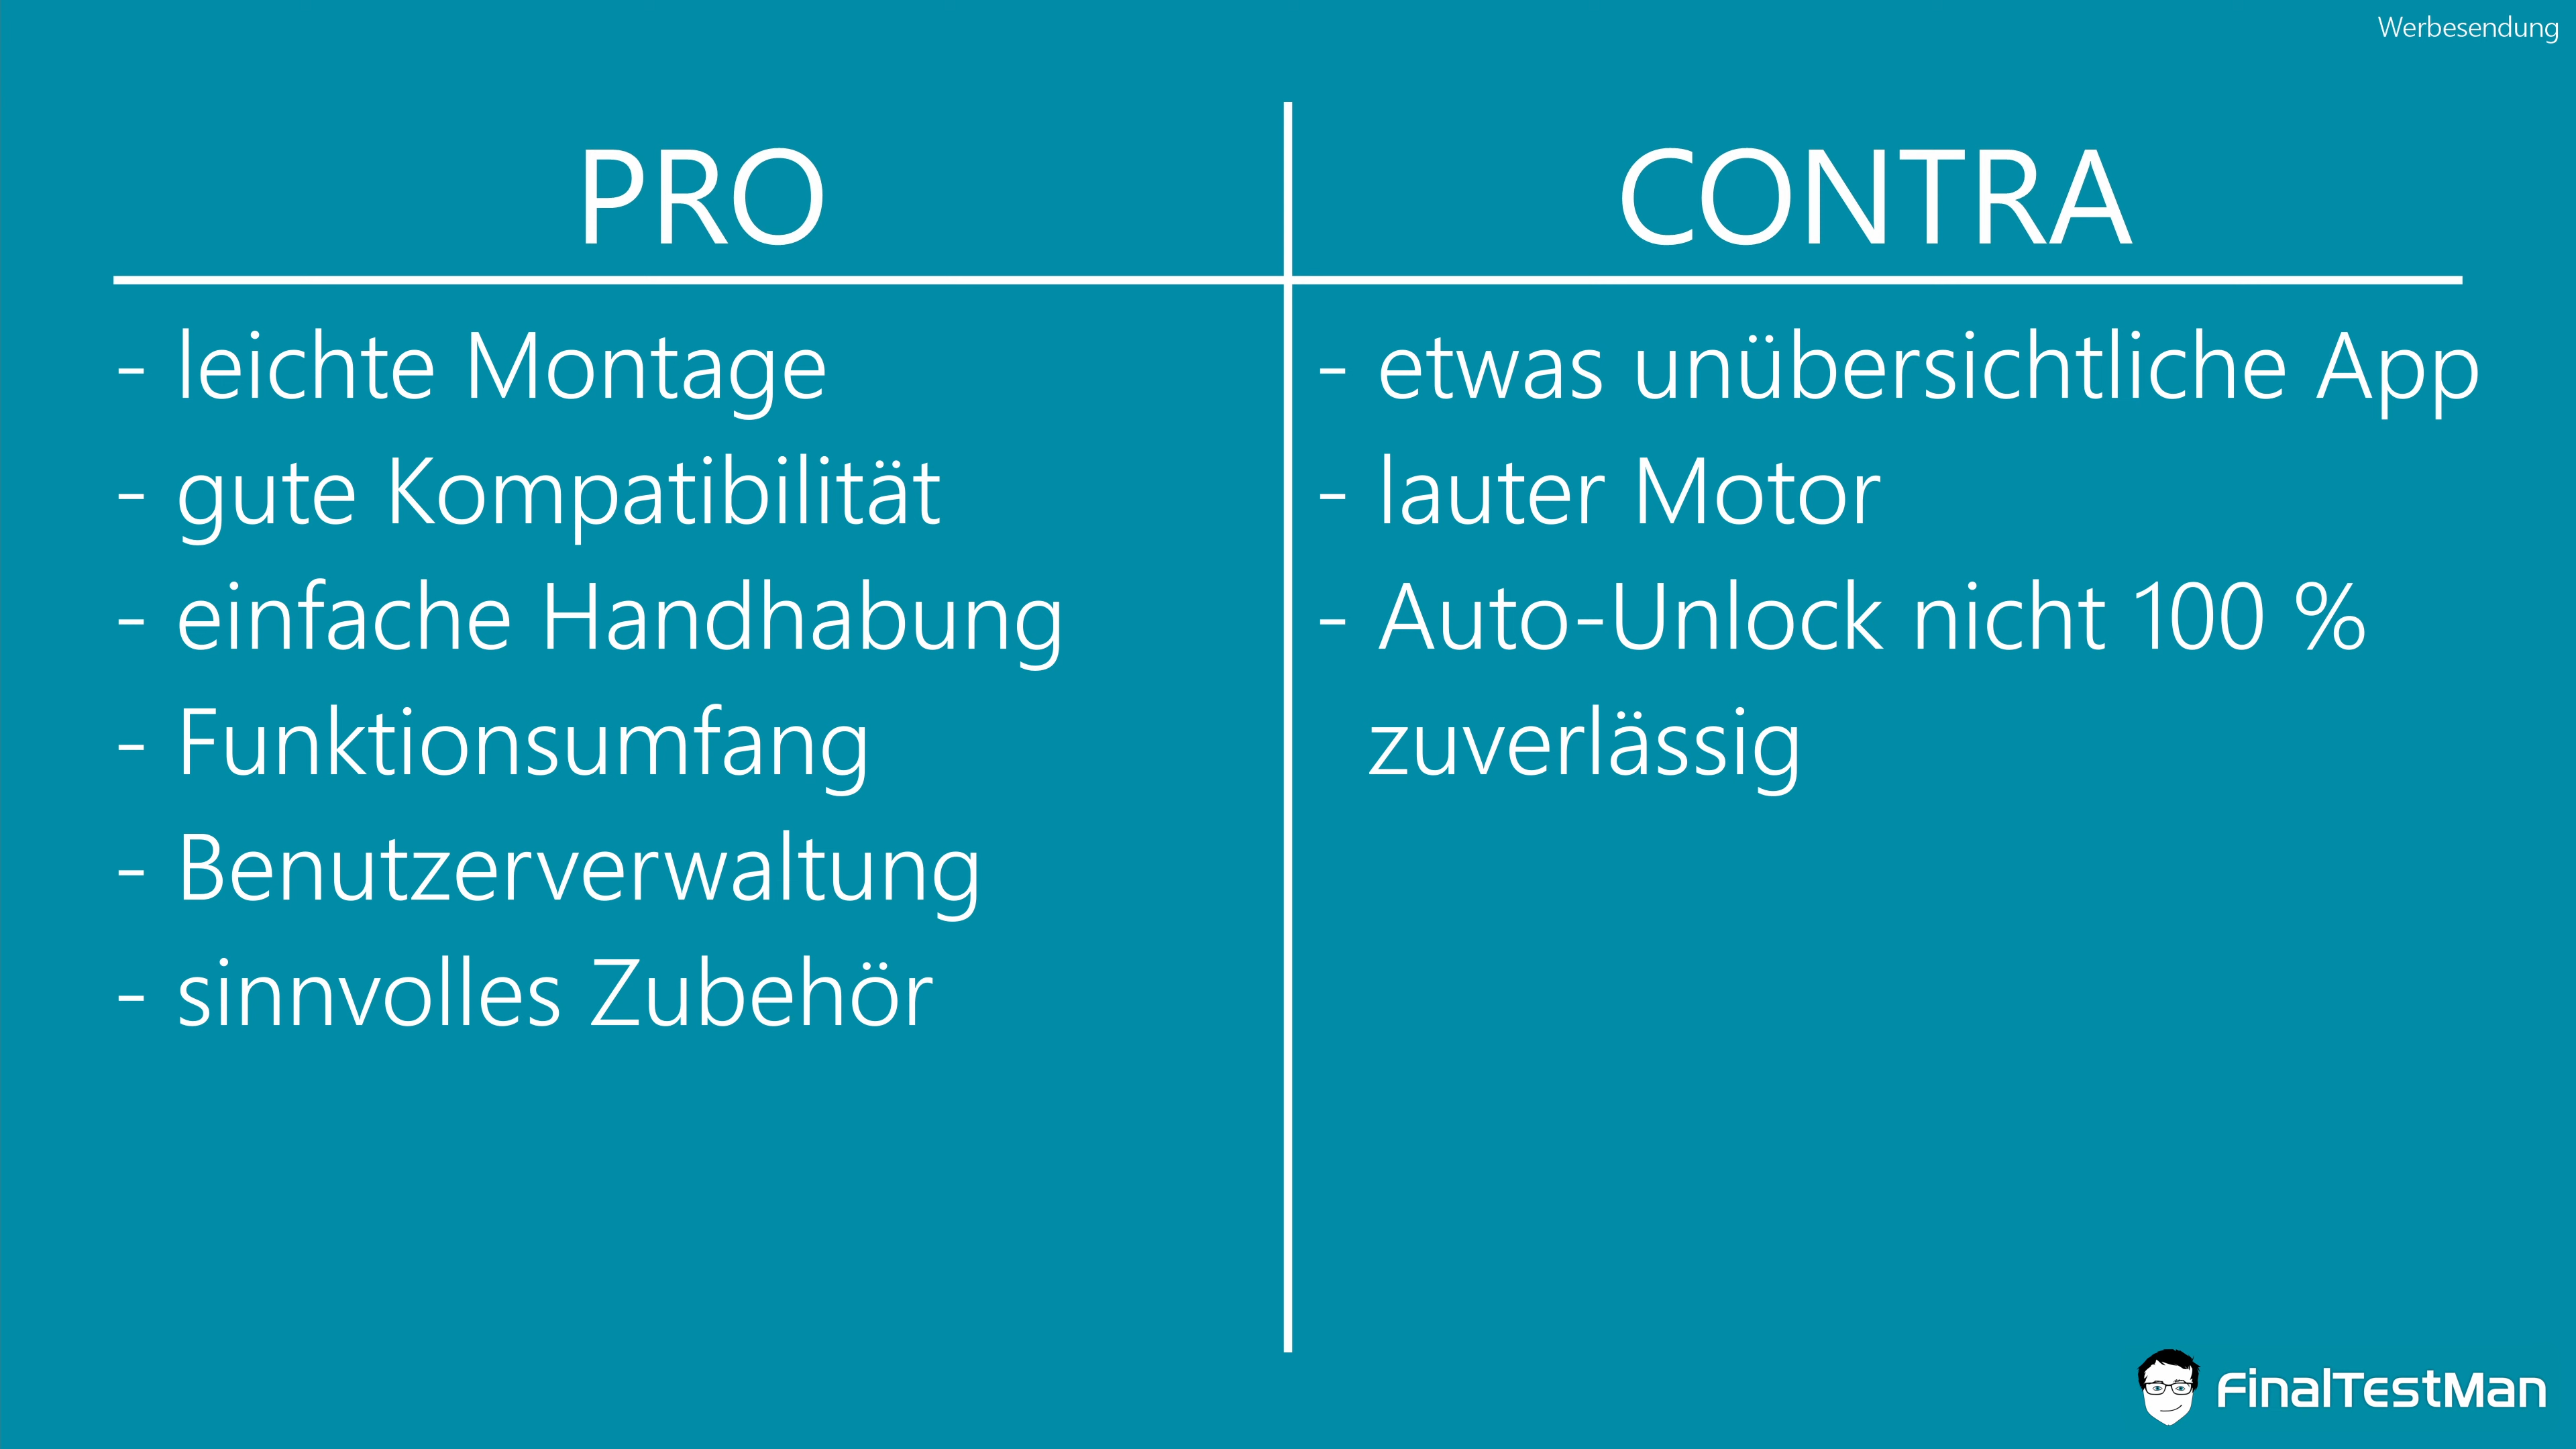 Werbesendung
PRO
- leichte Montage
- gute Kompatibilität
- einfache Handhabung
- Funktionsumfang
- Benutzerverwaltung
- sinnvolles Zubehör
CONTRA
- etwas unübersichtliche App
- lauter Motor
- Auto-Unlock nicht 100 %
zuverlässig
FinalTestMan